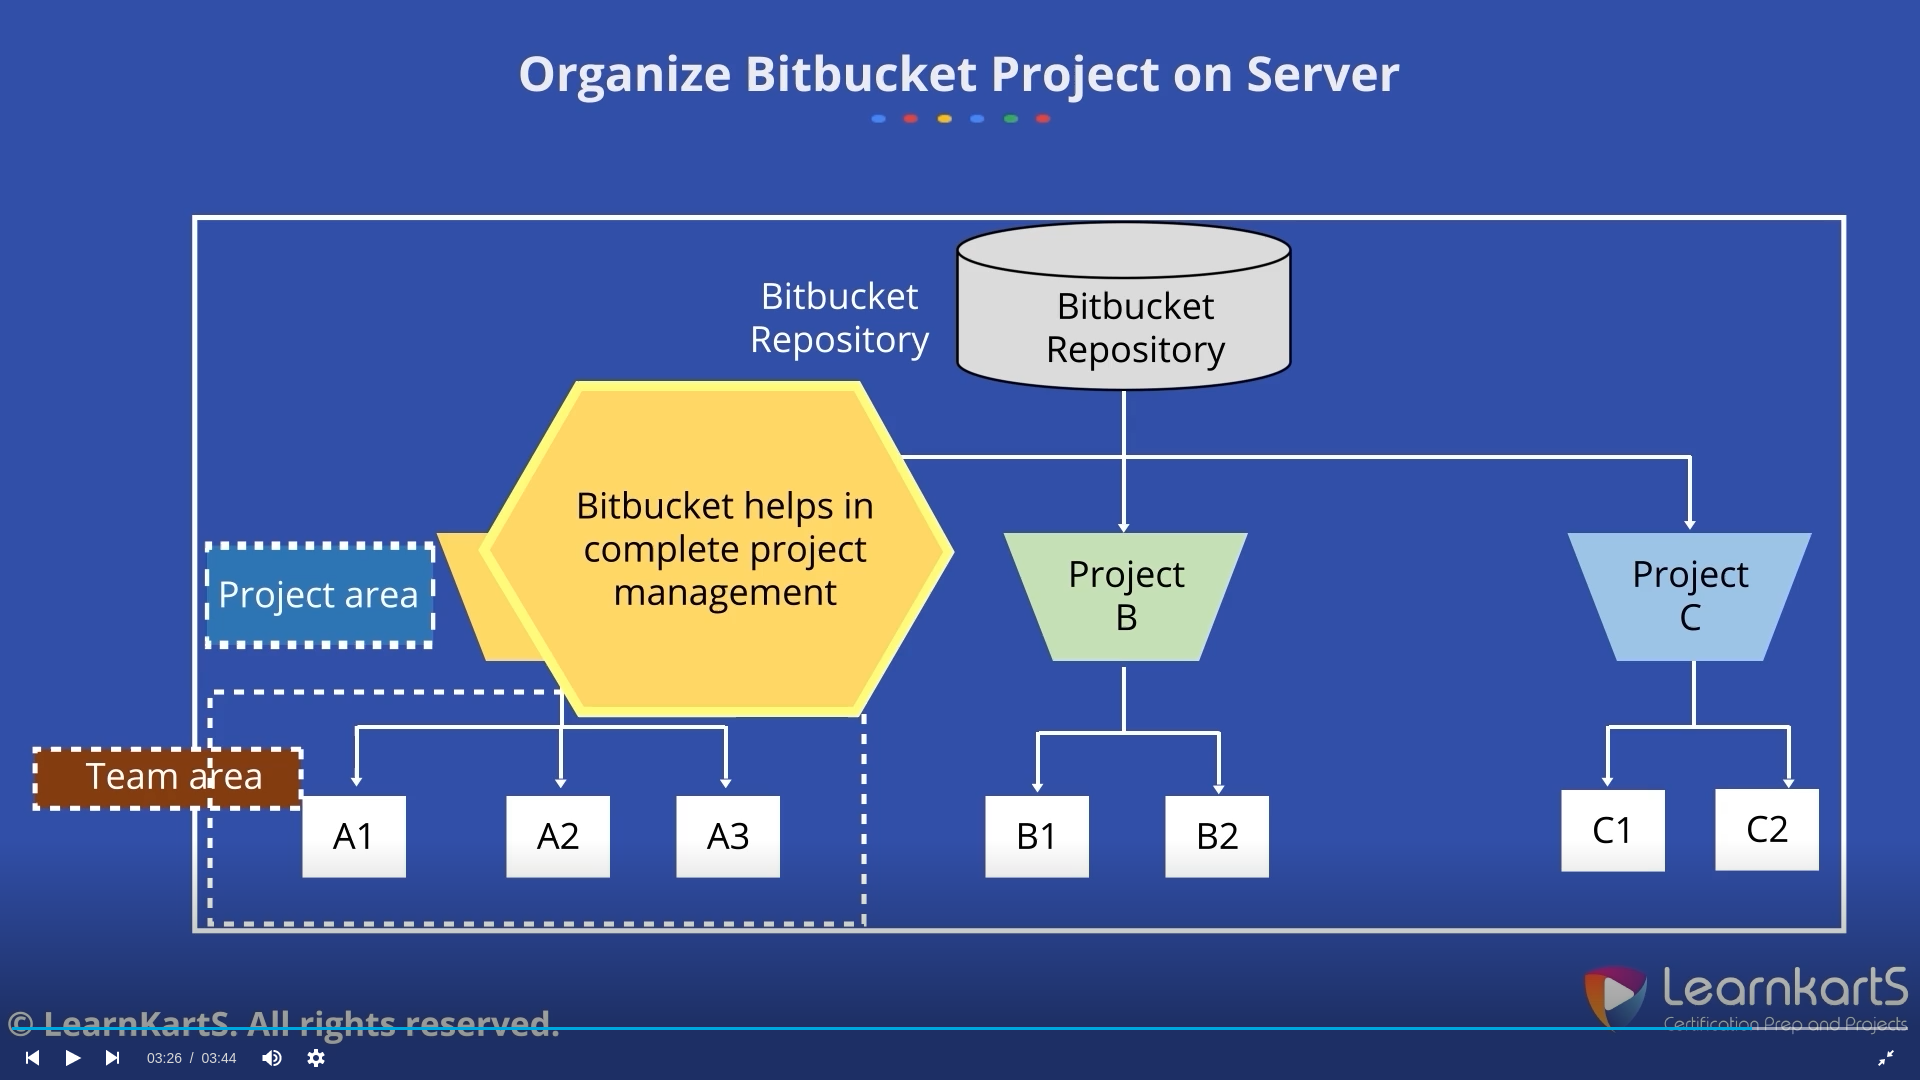 Organize Bitbucket Project on Server
Bitbucket
Repository
Bitbucket
Repository
Bitbucket helps in
complete project
management
Project area
Project
B
Project
C
Team area
A1
A2
A3
B1
B2
C1
C2
LearnkartS
Certification Prep and Projects
© LearnKartS. All rights reserved.
03:26 / 03:44